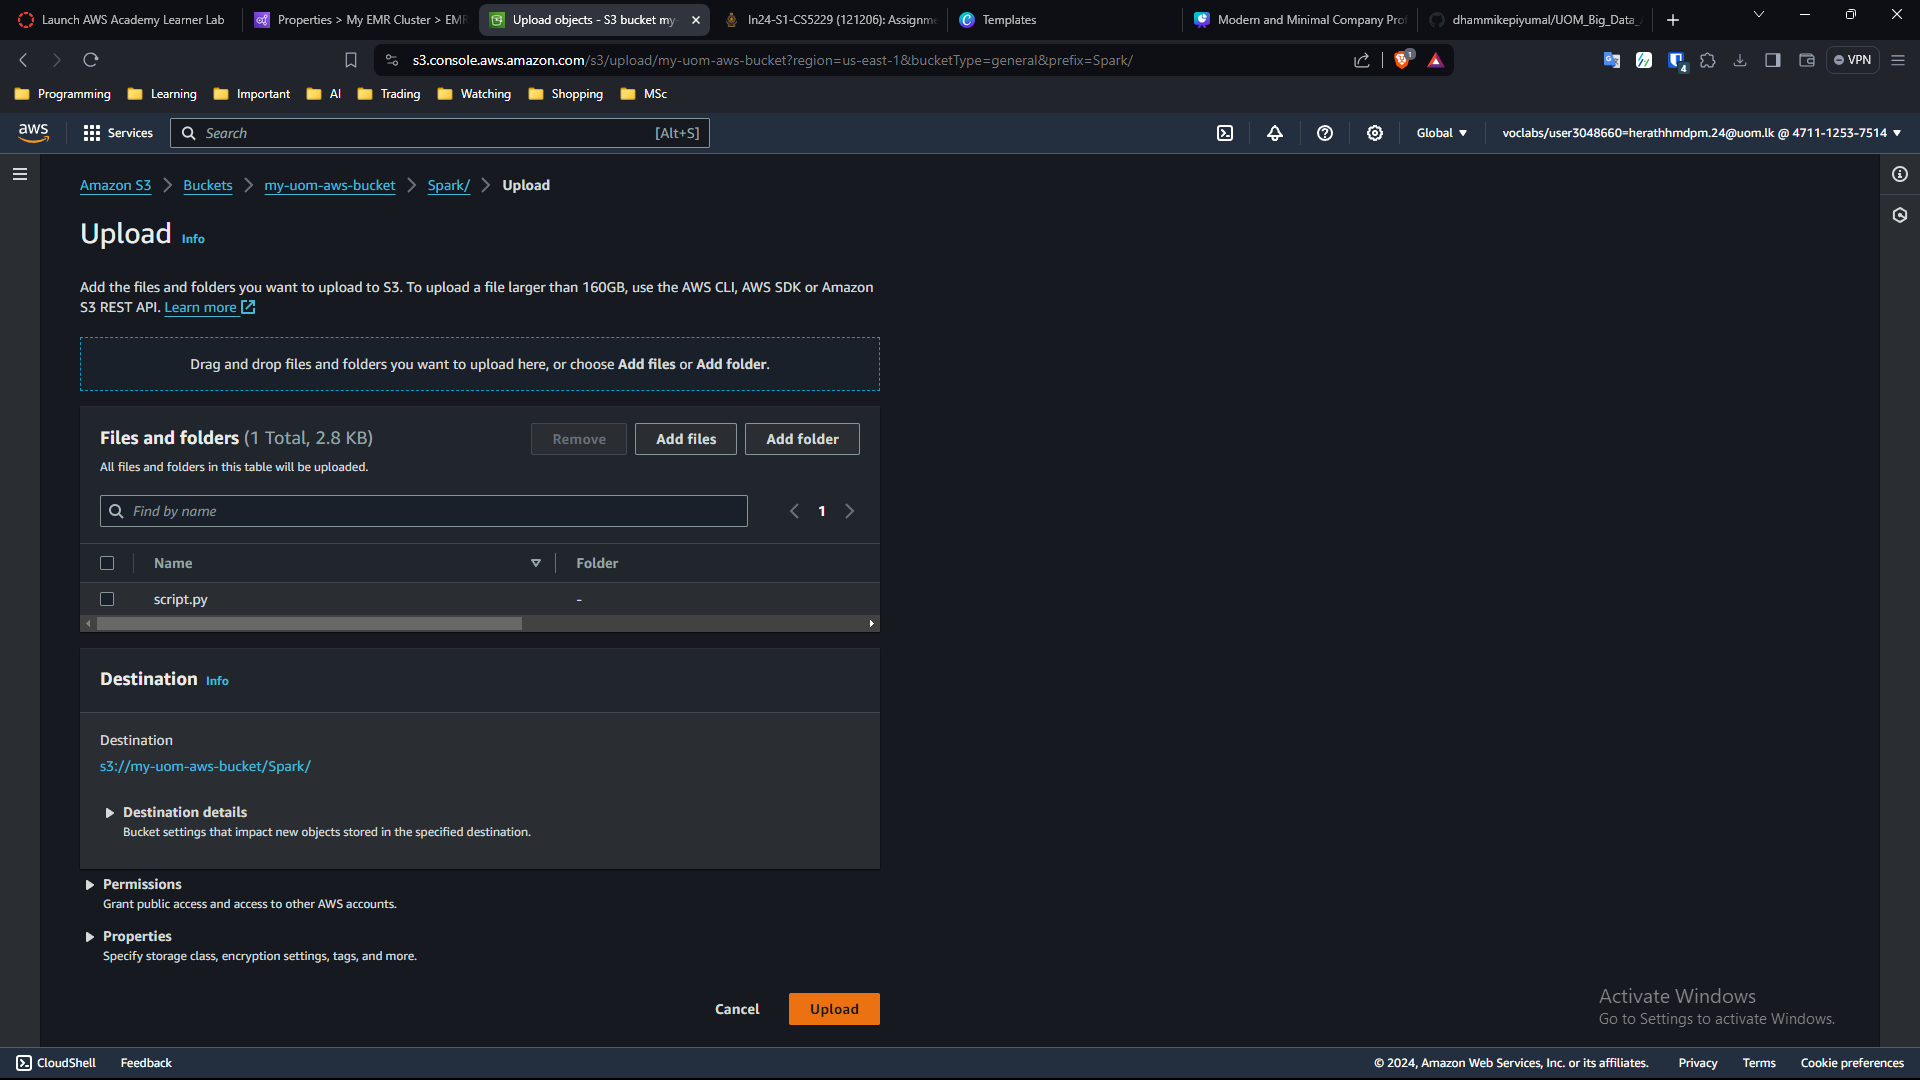 Launch AWS Academy Learner Lab
Properties > My EMR Cluster > EMR
Upload objects - S3 bucket my-
In24-S1-CS5229 (121206): Assignme
Templates
Modern and Minimal Company Prof
dhammikepiyumal/UOM_Big_Data_
s3.console.aws.amazon.com/s3/upload/my-uom-aws-bucket?region=us-east-1&bucketType=general&prefix=Spark/
1
4
VPN
Programming
Learning
Important
AI
Trading
Watching
Shopping
MSc
aws
Services
Search
[Alt+S]
Global
voclabs/user3048660=herathhmdpm.24@uom.lk @ 4711-1253-7514
Amazon S3
Buckets
my-uom-aws-bucket
Spark/
Upload
Upload Info
Add the files and folders you want to upload to S3. To upload a file larger than 160GB, use the AWS CLI, AWS SDK or Amazon
S3 REST API. Learn more
Drag and drop files and folders you want to upload here, or choose Add files or Add folder.
Files and folders (1 Total, 2.8 KB)
Remove
Add files
Add folder
All files and folders in this table will be uploaded.
Find by name
1
Name
Folder
script.py
-
Destination Info
Destination
s3://my-uom-aws-bucket/Spark/
Destination details
Bucket settings that impact new objects stored in the specified destination.
Permissions
Grant public access and access to other AWS accounts.
Properties
Specify storage class, encryption settings, tags, and more.
Cancel
Upload
Activate Windows
Go to Settings to activate Windows.
CloudShell
Feedback
© 2024, Amazon Web Services, Inc. or its affiliates.
Privacy
Terms
Cookie preferences